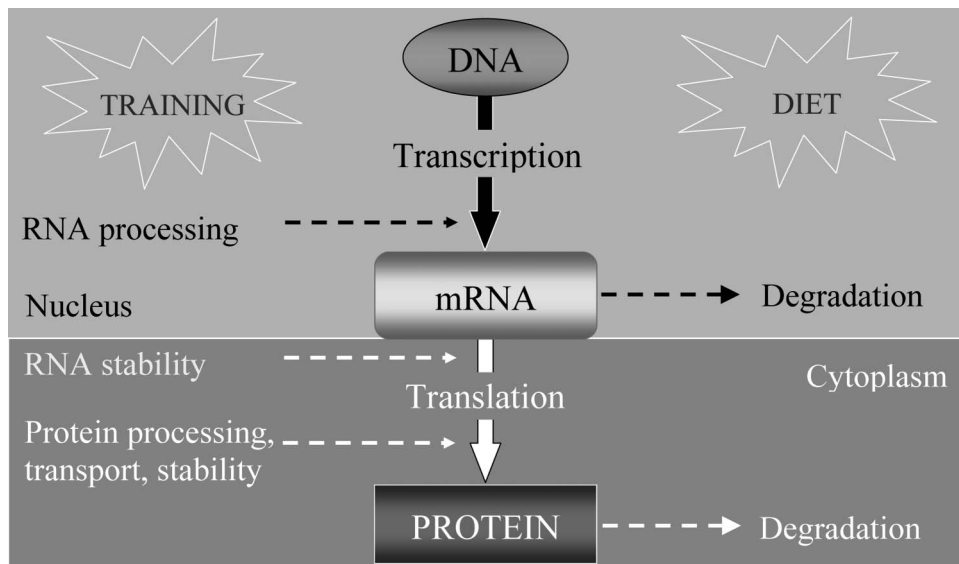 TRAINING
DNA
DIET
Transcription
RNA processing
mRNA
Degradation
Nucleus
RNA stability
Cytoplasm
Translation
Protein processing,
transport, stability
PROTEIN
Degradation